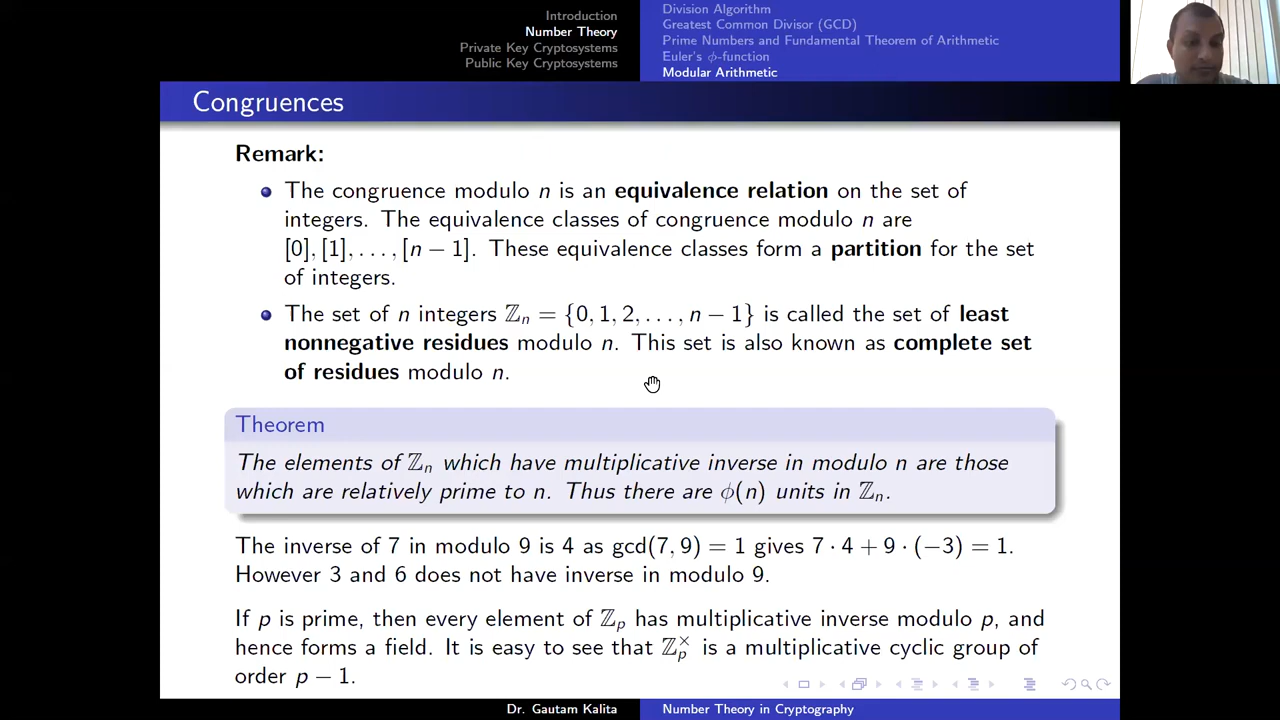 Introduction
Number Theory
Private Key Cryptosystems
Public Key Cryptosystems
Division Algorithm
Greatest Common Divisor (GCD)
Prime Numbers and Fundamental Theorem of Arithmetic
Euler's ϕ-function
Modular Arithmetic
Congruences
Remark:
The congruence modulo n is an equivalence relation on the set of
integers. The equivalence classes of congruence modulo n are
[0], [1], . . . , [n − 1]. These equivalence classes form a partition for the set
of integers.
The set of n integers ℤₙ = {0, 1, 2, . . . , n − 1} is called the set of least
nonnegative residues modulo n. This set is also known as complete set
of residues modulo n.
Theorem
The elements of ℤₙ which have multiplicative inverse in modulo n are those
which are relatively prime to n. Thus there are ϕ(n) units in ℤₙ.
The inverse of 7 in modulo 9 is 4 as gcd(7, 9) = 1 gives 7 · 4 + 9 · (−3) = 1.
However 3 and 6 does not have inverse in modulo 9.
If p is prime, then every element of ℤₚ has multiplicative inverse modulo p, and
hence forms a field. It is easy to see that ℤₚ× is a multiplicative cyclic group of
order p − 1.
Dr. Gautam Kalita
Number Theory in Cryptography